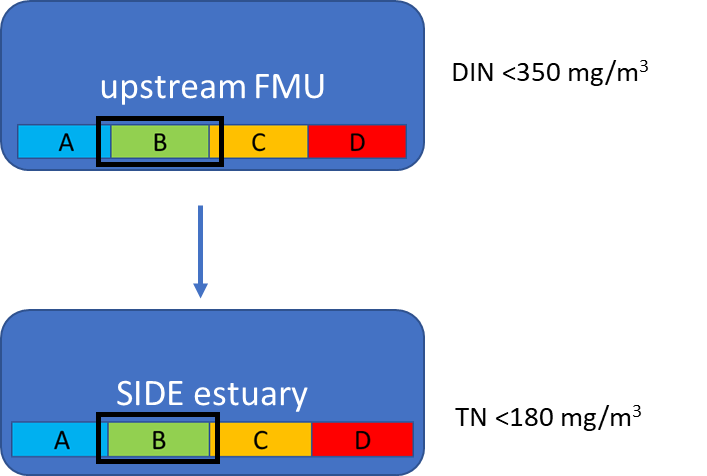 upstream FMU
DIN <350 mg/m³
A B C D
SIDE estuary
TN <180 mg/m³
A B C D